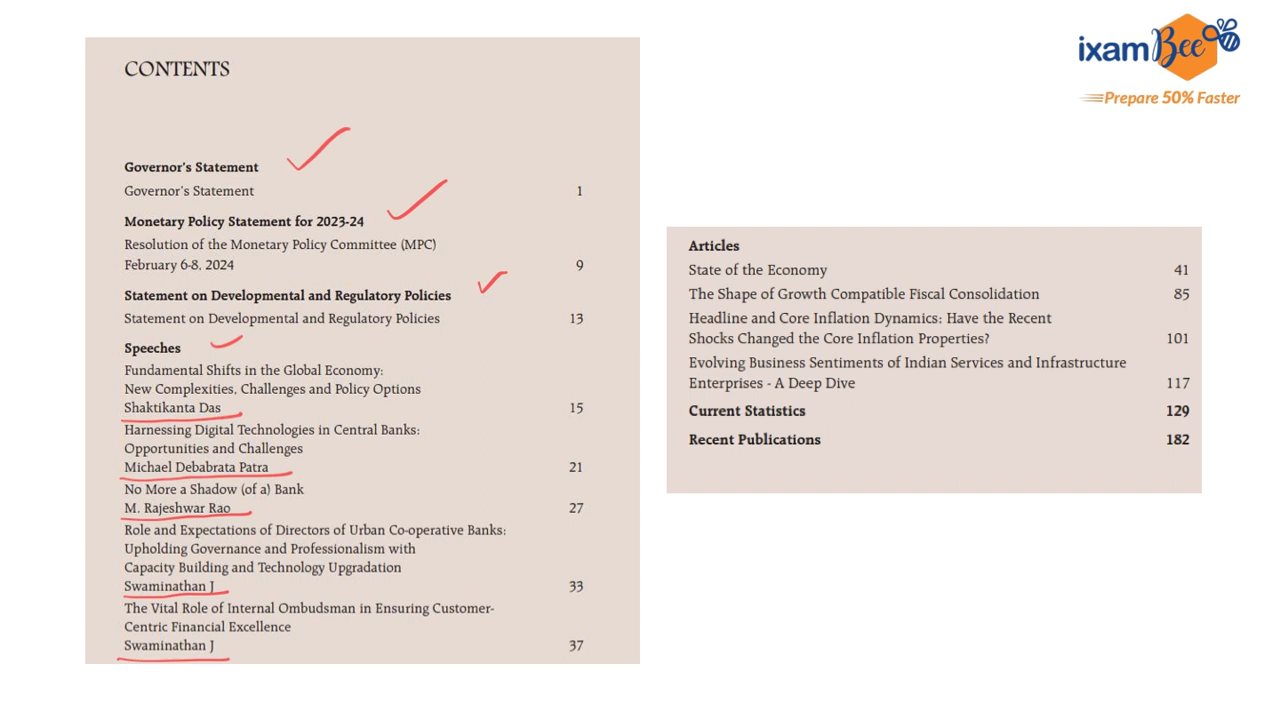 CONTENTS
Governor's Statement
Governor's Statement 1
Monetary Policy Statement for 2023-24
Resolution of the Monetary Policy Committee (MPC)
February 6-8, 2024 9
Statement on Developmental and Regulatory Policies
Statement on Developmental and Regulatory Policies 13
Speeches
Fundamental Shifts in the Global Economy:
New Complexities, Challenges and Policy Options
Shaktikanta Das 15
Harnessing Digital Technologies in Central Banks:
Opportunities and Challenges
Michael Debabrata Patra 21
No More a Shadow (of a) Bank
M. Rajeshwar Rao 27
Role and Expectations of Directors of Urban Co-operative Banks:
Upholding Governance and Professionalism with
Capacity Building and Technology Upgradation
Swaminathan J 33
The Vital Role of Internal Ombudsman in Ensuring Customer-
Centric Financial Excellence
Swaminathan J 37
ixamBee
Prepare 50% Faster
Articles
State of the Economy 41
The Shape of Growth Compatible Fiscal Consolidation 85
Headline and Core Inflation Dynamics: Have the Recent
Shocks Changed the Core Inflation Properties? 101
Evolving Business Sentiments of Indian Services and Infrastructure
Enterprises - A Deep Dive 117
Current Statistics 129
Recent Publications 182